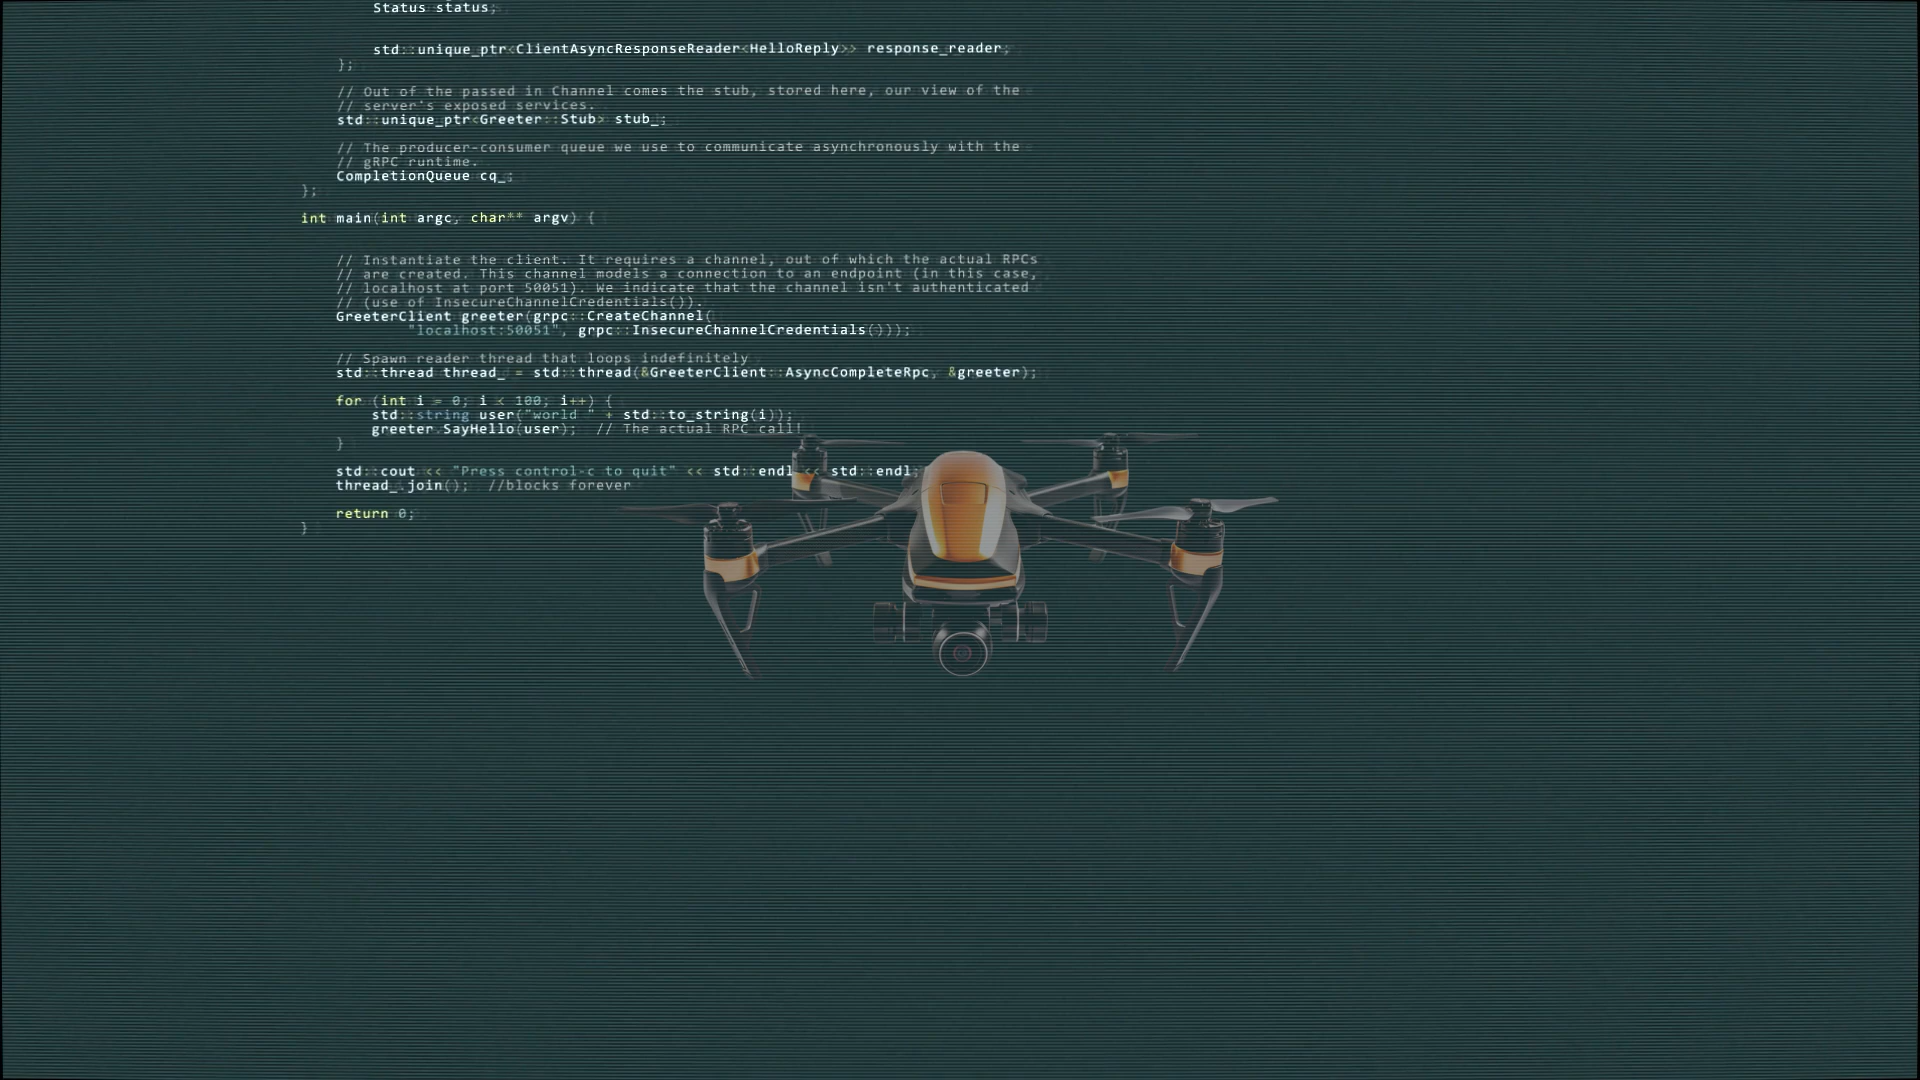 Status status;
std::unique_ptr<ClientAsyncResponseReader<HelloReply>> response_reader;
};
// Out of the passed in Channel comes the stub, stored here, our view of the
// server's exposed services.
std::unique_ptr<Greeter::Stub> stub_;
// The producer-consumer queue we use to communicate asynchronously with the
// gRPC runtime.
CompletionQueue cq_;
};
int main(int argc, char** argv) {
// Instantiate the client. It requires a channel, out of which the actual RPCs
// are created. This channel models a connection to an endpoint (in this case,
// localhost at port 50051). We indicate that the channel isn't authenticated
// (use of InsecureChannelCredentials()).
GreeterClient greeter(grpc::CreateChannel(
"localhost:50051", grpc::InsecureChannelCredentials()));
// Spawn reader thread that loops indefinitely
std::thread thread_ = std::thread(&GreeterClient::AsyncCompleteRpc, &greeter);
for (int i = 0; i < 100; i++) {
std::string user("world " + std::to_string(i));
greeter.SayHello(user);  // The actual RPC call!
}
std::cout << "Press control-c to quit" << std::endl << std::endl;
thread_.join();  //blocks forever
return 0;
}